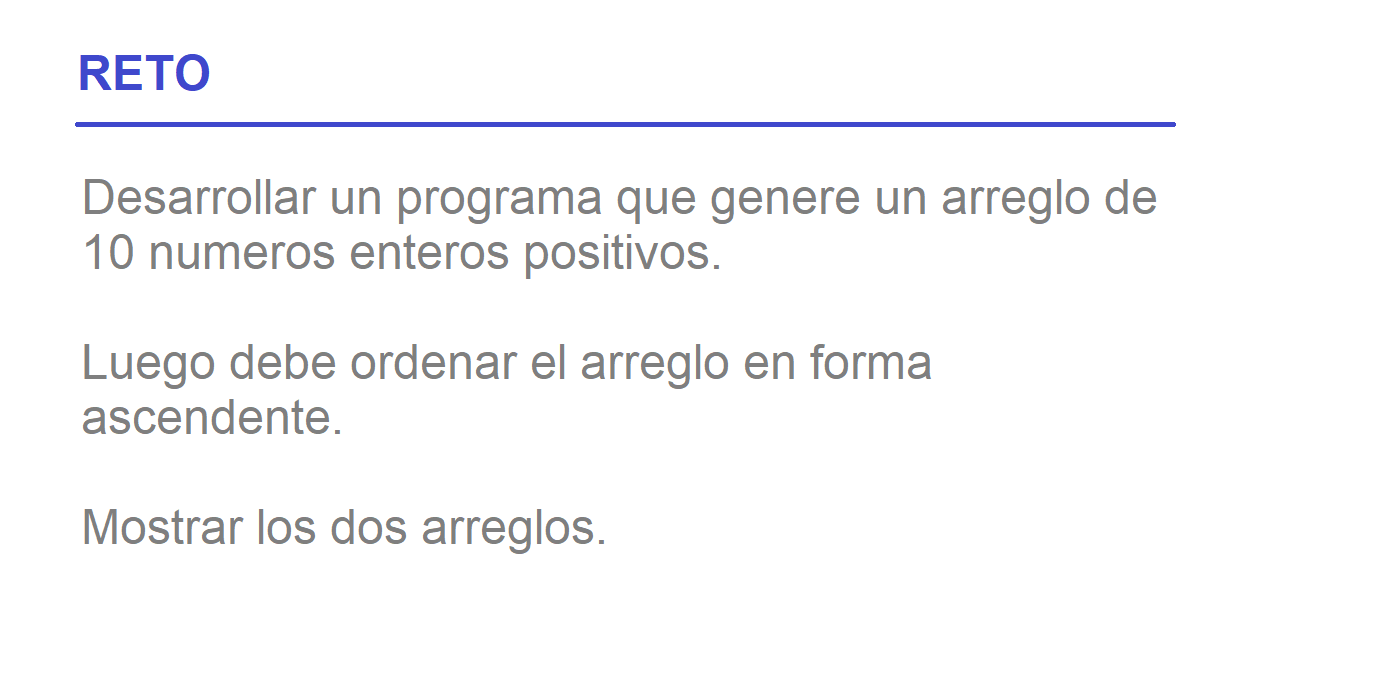 RETO
Desarrollar un programa que genere un arreglo de
10 numeros enteros positivos.
Luego debe ordenar el arreglo en forma
ascendente.
Mostrar los dos arreglos.